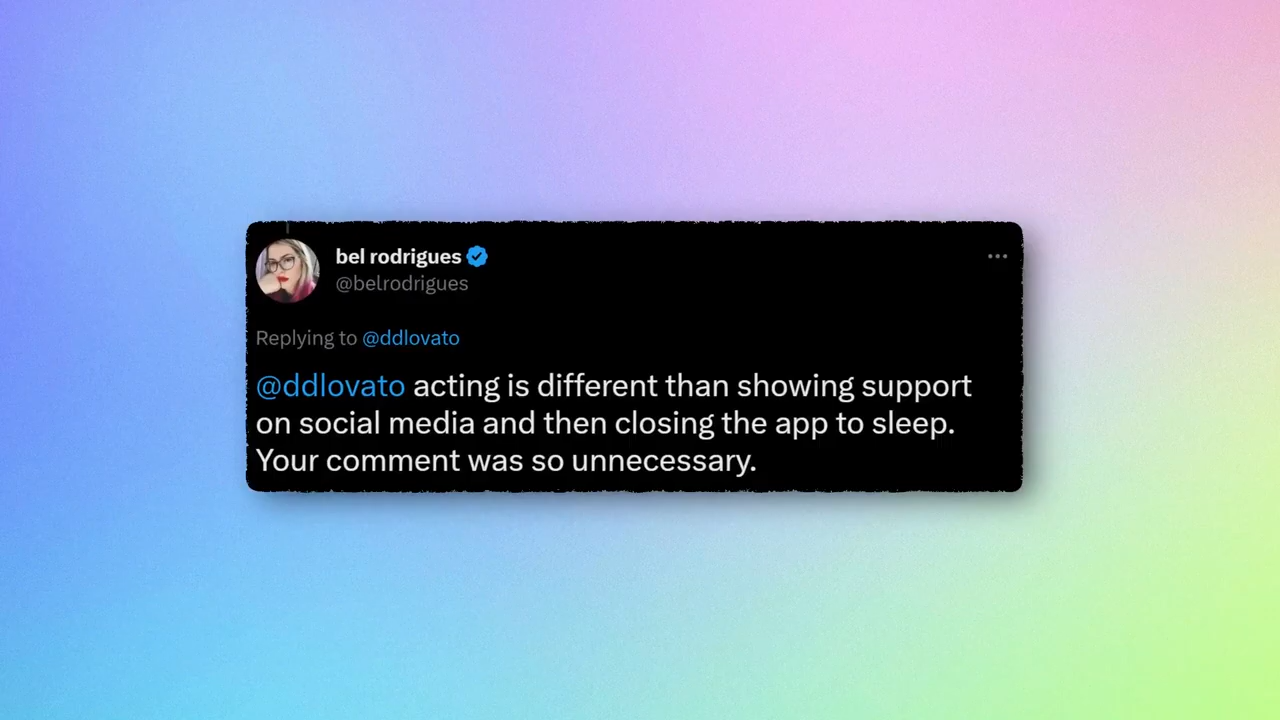 bel rodrigues
@belrodrigues
Replying to @ddlovato
@ddlovato acting is different than showing support
on social media and then closing the app to sleep.
Your comment was so unnecessary.